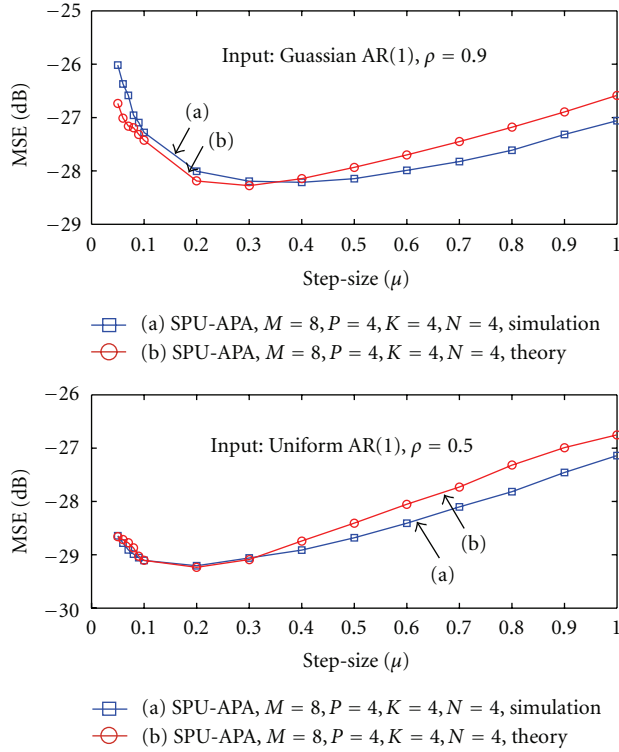 −25
−26
−27
−28
−29
MSE (dB)
Input: Guassian AR(1), ρ = 0.9
(a)
(b)
0 0.1 0.2 0.3 0.4 0.5 0.6 0.7 0.8 0.9 1
Step-size (μ)
(a) SPU-APA, M = 8, P = 4, K = 4, N = 4, simulation
(b) SPU-APA, M = 8, P = 4, K = 4, N = 4, theory
−26
−27
−28
−29
−30
MSE (dB)
Input: Uniform AR(1), ρ = 0.5
(b)
(a)
0 0.1 0.2 0.3 0.4 0.5 0.6 0.7 0.8 0.9 1
Step-size (μ)
(a) SPU-APA, M = 8, P = 4, K = 4, N = 4, simulation
(b) SPU-APA, M = 8, P = 4, K = 4, N = 4, theory